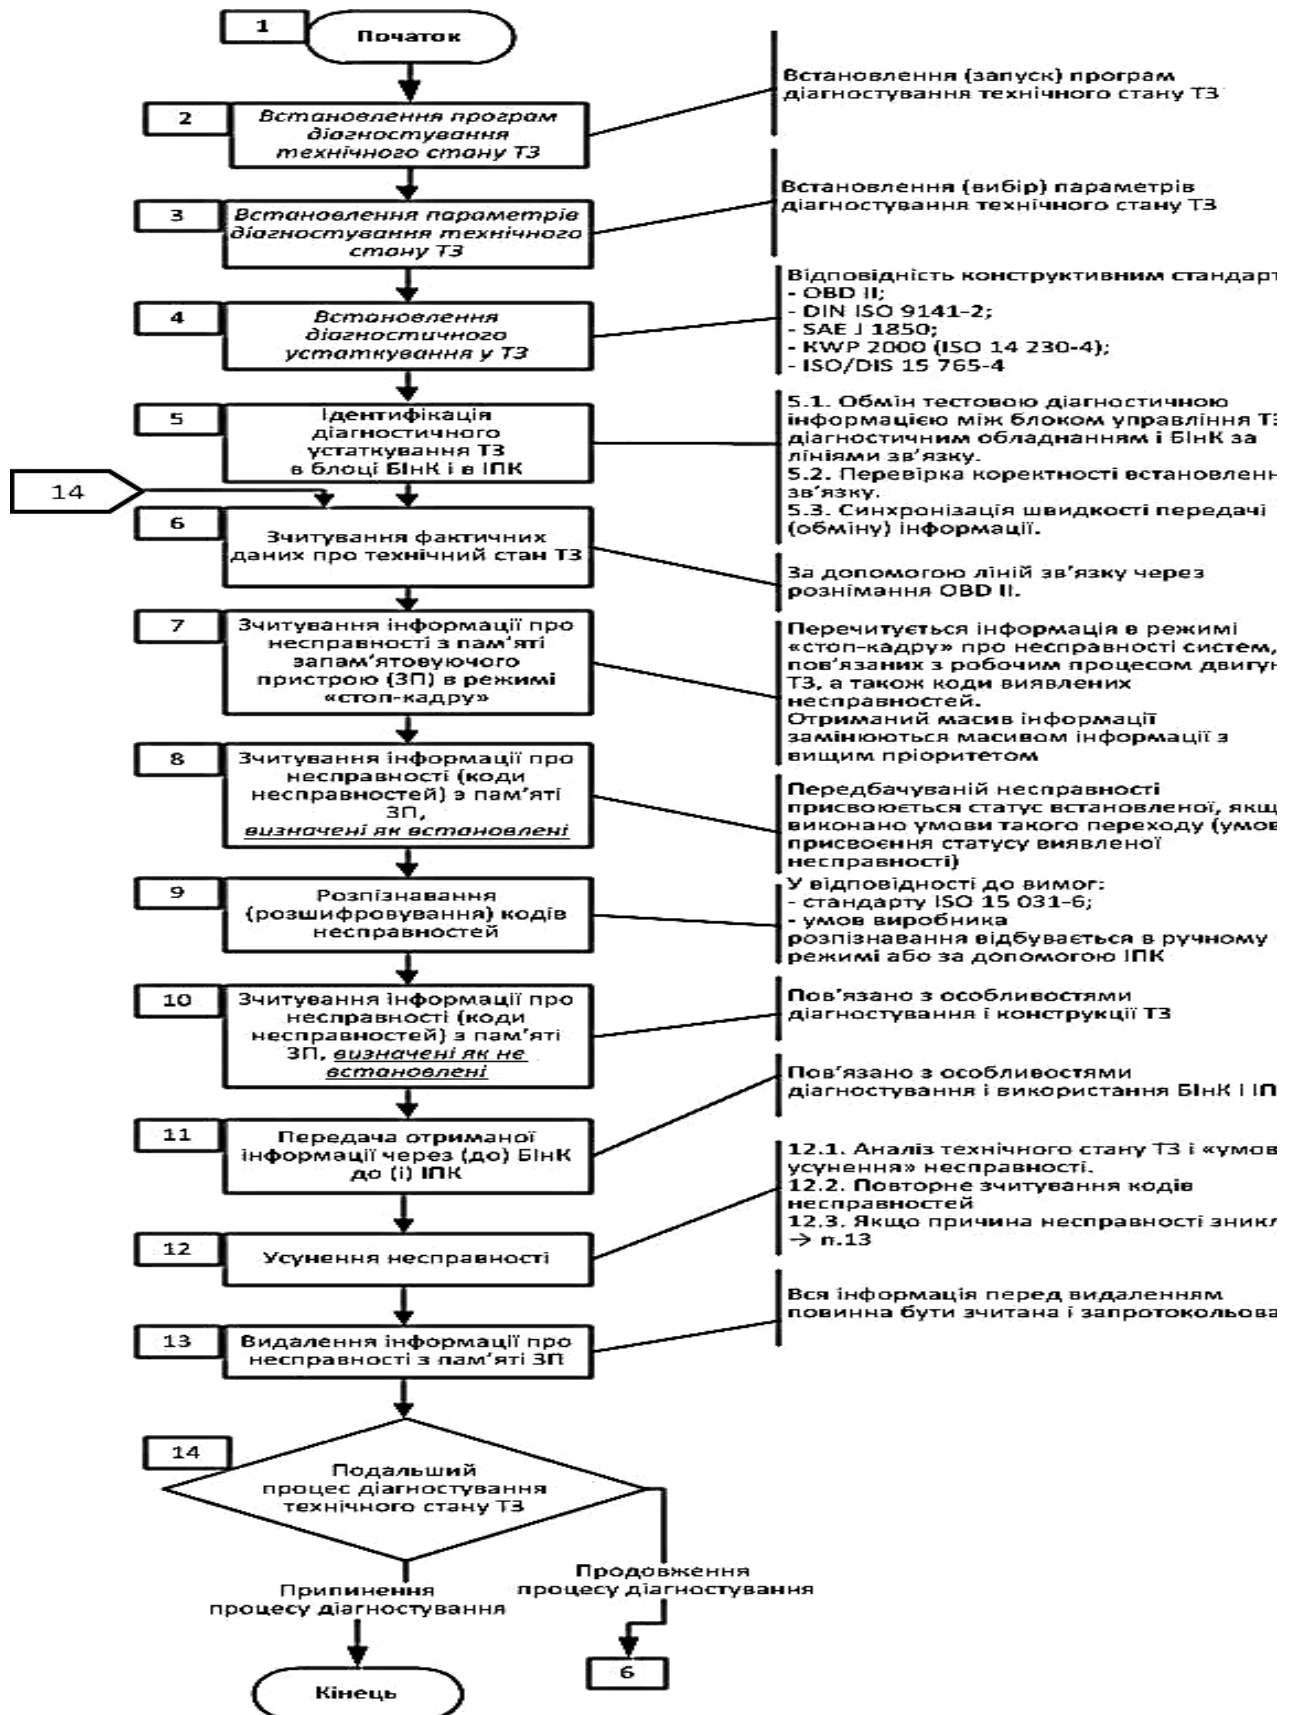 1
Початок
Встановлення (запуск) програм
діагностування технічного стану ТЗ
2
Встановлення програм
діагностування
технічного стану ТЗ
Встановлення (вибір) параметрів
діагностування технічного стану ТЗ
3
Встановлення параметрів
діагностування технічного
стану ТЗ
Відповідність конструктивним стандарт
- OBD II;
- DIN ISO 9141-2;
- SAE J 1850;
- KWP 2000 (ISO 14 230-4);
- ISO/DIS 15 765-4
4
Встановлення
діагностичного
устаткування у ТЗ
5
Ідентифікація
діагностичного
устаткування ТЗ
в блоці БІнК і в ІПК
5.1. Обмін тестовою діагностичною
інформацією між блоком управління ТЗ
діагностичним обладнанням і БІнК за
лініями зв’язку.
5.2. Перевірка коректності встановленн
зв’язку.
5.3. Синхронізація швидкості передачі
(обміну) інформації.
14
6
Зчитування фактичних
даних про технічний стан ТЗ
За допомогою ліній зв’язку через
рознімання OBD II.
7
Зчитування інформації про
несправності з пам’яті
запам’ятовуючого
пристрою (ЗП) в режимі
«стоп-кадру»
Перечитується інформація в режимі
«стоп-кадру» про несправності систем,
пов’язаних з робочим процесом двигун
ТЗ, а також коди виявлених
несправностей.
Отриманий масив інформації
замінюються масивом інформації з
вищим пріоритетом
8
Зчитування інформації про
несправності (коди
несправностей) з пам’яті
ЗП,
визначені як встановлені
Передбачуваній несправності
присвоюється статус встановленої, якщ
виконано умови такого переходу (умов
присвоєння статусу виявленої
несправності)
9
Розпізнавання
(розшифровування) кодів
несправностей
У відповідності до вимог:
- стандарту ISO 15 031-6;
- умов виробника
розпізнавання відбувається в ручному
режимі або за допомогою ІПК
10
Зчитування інформації про
несправності (коди
несправностей) з пам’яті
ЗП, визначені як не
встановлені
Пов’язано з особливостями
діагностування і конструкції ТЗ
Пов’язано з особливостями
діагностування і використання БІнК і ІП
11
Передача отриманої
інформації через (до) БІнК
до (і) ІПК
12.1. Аналіз технічного стану ТЗ і «умов
усунення» несправності.
12.2. Повторне зчитування кодів
несправностей
12.3. Якщо причина несправності зникл
→ п.13
12
Усунення несправності
Вся інформація перед видаленням
повинна бути зчитана і запротокольова
13
Видалення інформації про
несправності з пам’яті ЗП
14
Подальший
процес діагностування
технічного стану ТЗ
Припинення
процесу діагностування
Продовження
процесу діагностування
6
Кінець